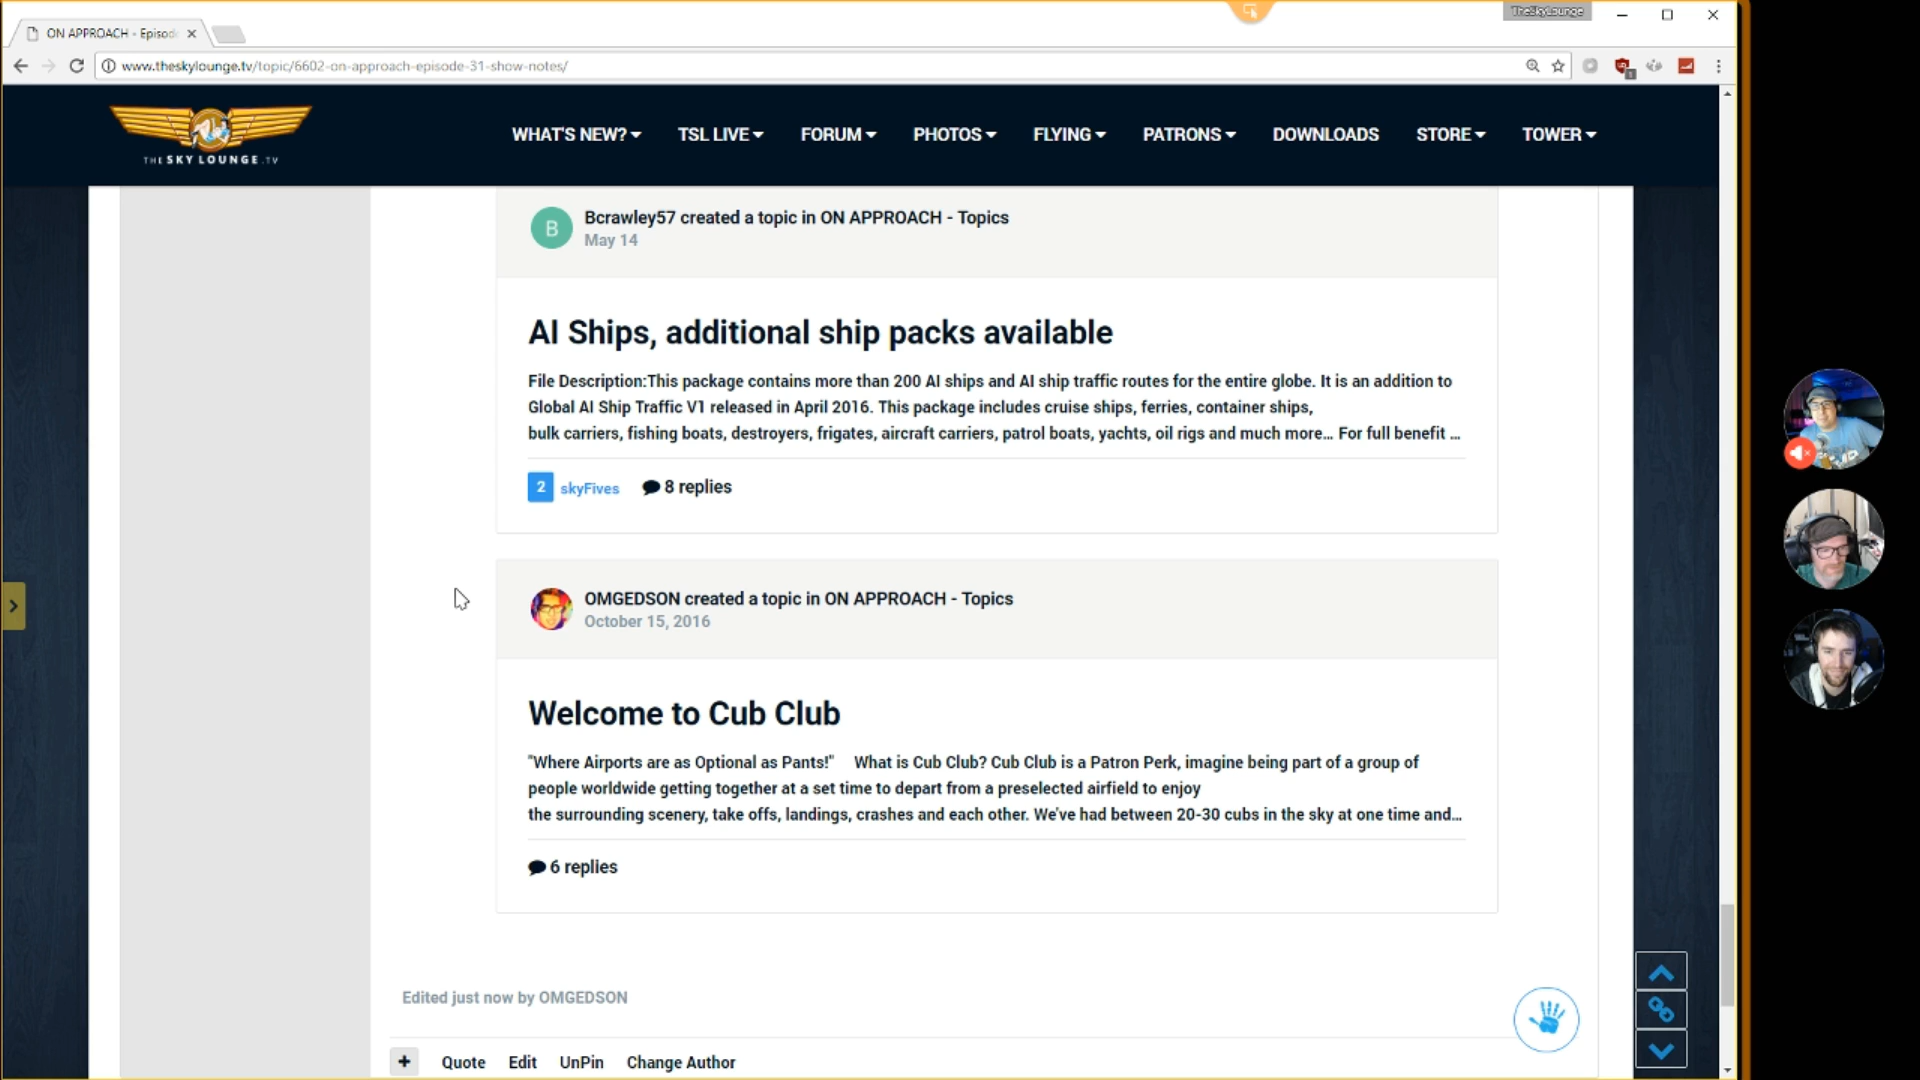 TheSkyLounge
ON APPROACH - Episod
www.theskylounge.tv/topic/6602-on-approach-episode-31-show-notes/
THE SKY LOUNGE .TV
WHAT'S NEW? TSL LIVE FORUM PHOTOS FLYING PATRONS DOWNLOADS STORE TOWER
B
Bcrawley57 created a topic in ON APPROACH - Topics
May 14
AI Ships, additional ship packs available
File Description:This package contains more than 200 AI ships and AI ship traffic routes for the entire globe. It is an addition to
Global AI Ship Traffic V1 released in April 2016. This package includes cruise ships, ferries, container ships,
bulk carriers, fishing boats, destroyers, frigates, aircraft carriers, patrol boats, yachts, oil rigs and much more... For full benefit ...
2 skyFives 8 replies
OMGEDSON created a topic in ON APPROACH - Topics
October 15, 2016
Welcome to Cub Club
"Where Airports are as Optional as Pants!" What is Cub Club? Cub Club is a Patron Perk, imagine being part of a group of
people worldwide getting together at a set time to depart from a preselected airfield to enjoy
the surrounding scenery, take offs, landings, crashes and each other. We've had between 20-30 cubs in the sky at one time and...
6 replies
Edited just now by OMGEDSON
+ Quote Edit UnPin Change Author